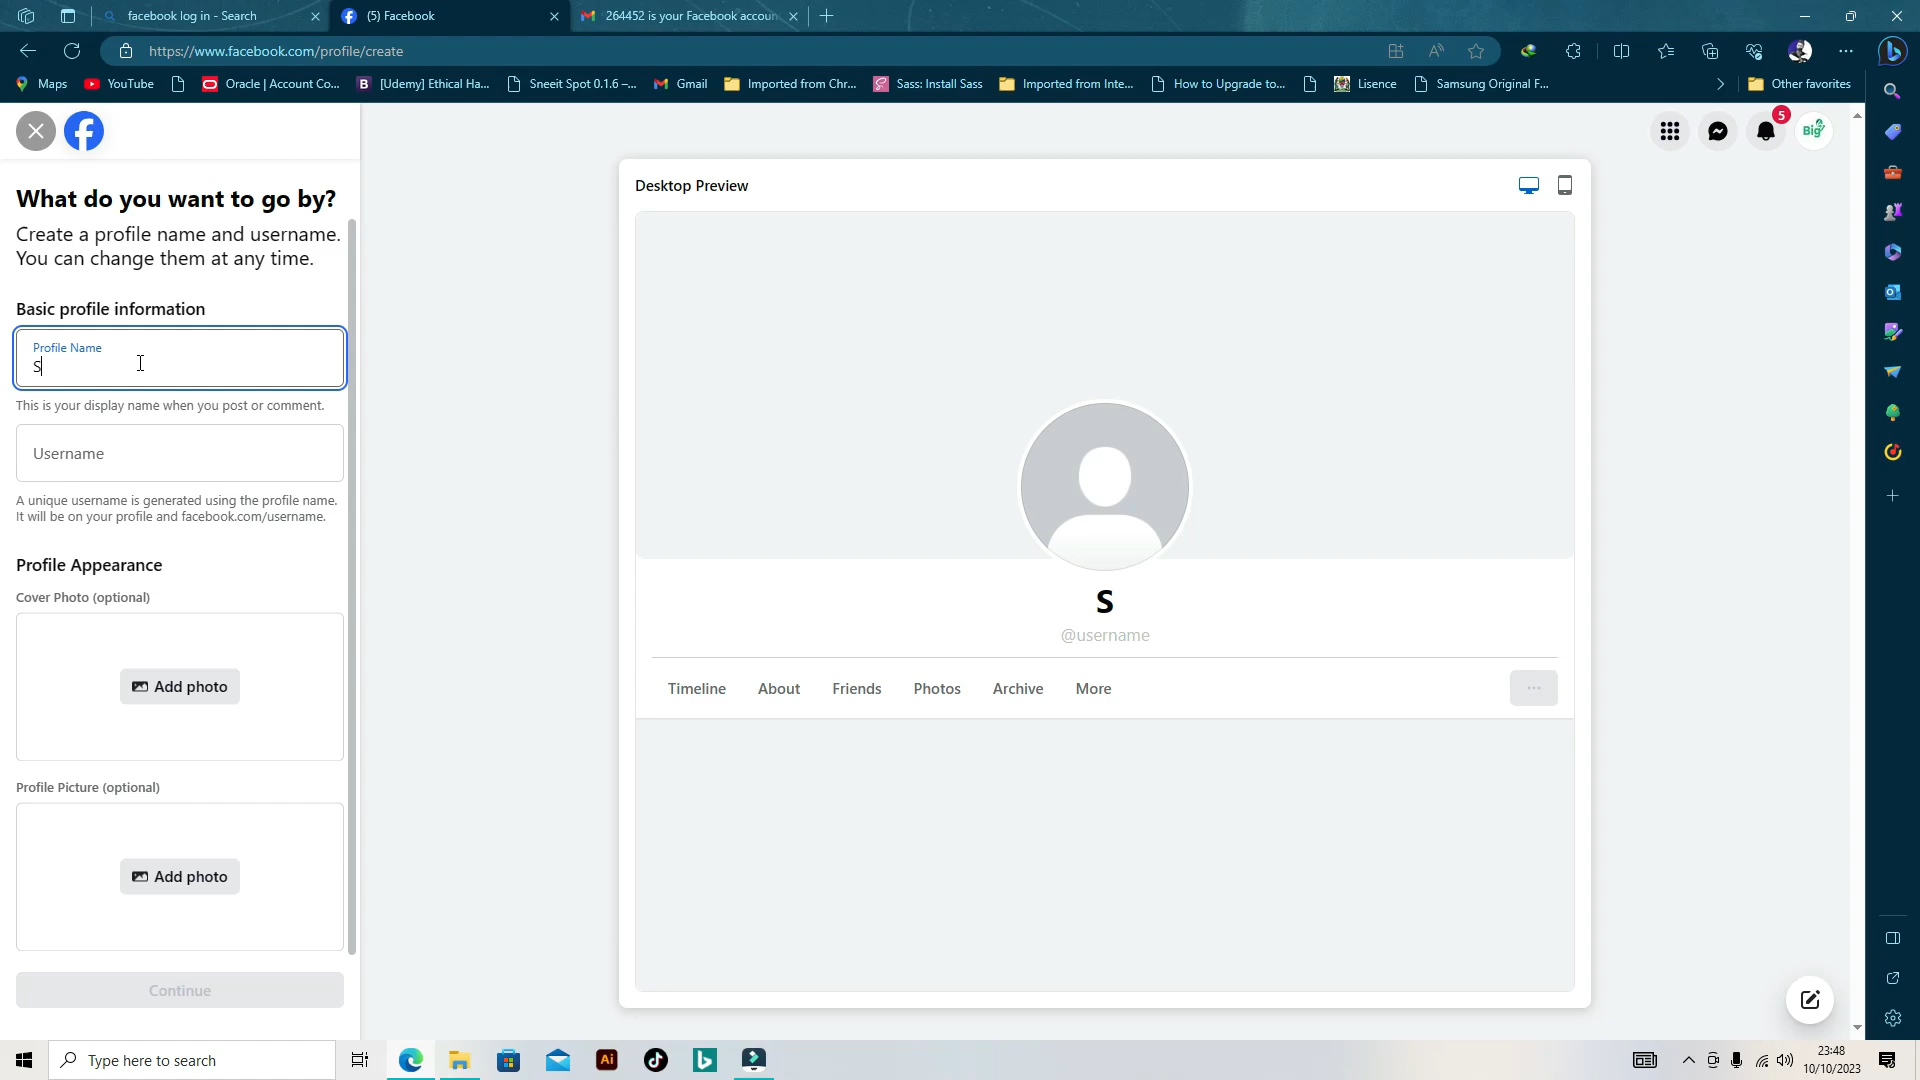 facebook log in - Search
(5) Facebook
264452 is your Facebook accoun
https://www.facebook.com/profile/create
Maps
YouTube
Oracle | Account Co...
[Udemy] Ethical Ha...
Sneeit Spot 0.1.6 –...
Gmail
Imported from Chr...
Sass: Install Sass
Imported from Inte...
How to Upgrade to...
Lisence
Samsung Original F...
Other favorites
5
Big
What do you want to go by?
Create a profile name and username.
You can change them at any time.
Basic profile information
Profile Name
S
This is your display name when you post or comment.
Username
A unique username is generated using the profile name.
It will be on your profile and facebook.com/username.
Profile Appearance
Cover Photo (optional)
Add photo
Profile Picture (optional)
Add photo
Continue
Desktop Preview
S
@username
Timeline
About
Friends
Photos
Archive
More
Type here to search
Ai
23:48
10/10/2023